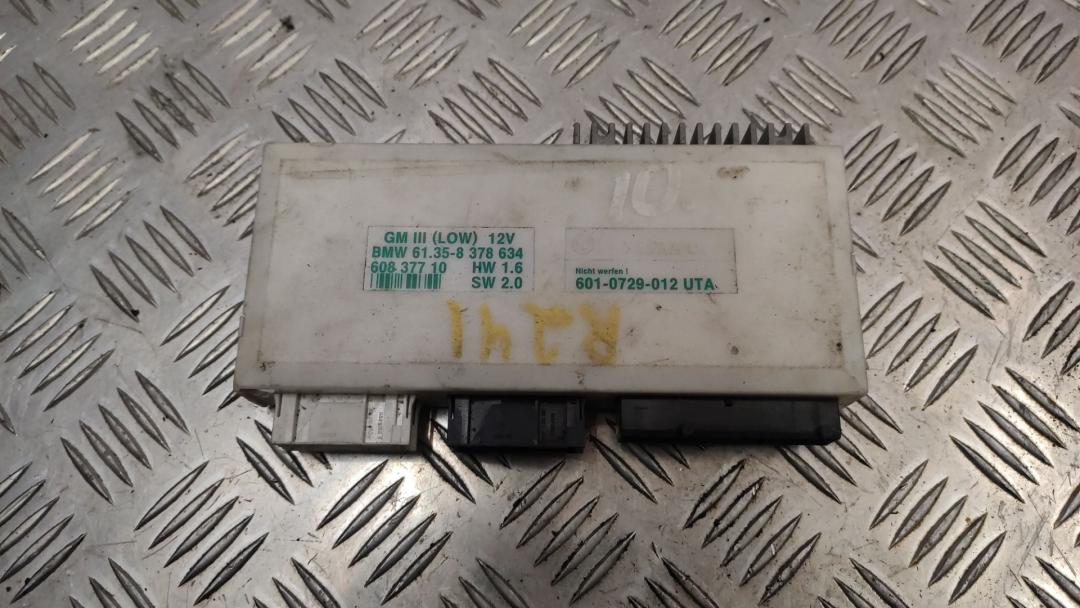 10
GM III (LOW) 12V
BMW 61.35-8 378 634
608 377 10 HW 1.6
SW 2.0
Nicht werfen !
601-0729-012 UTA
R241